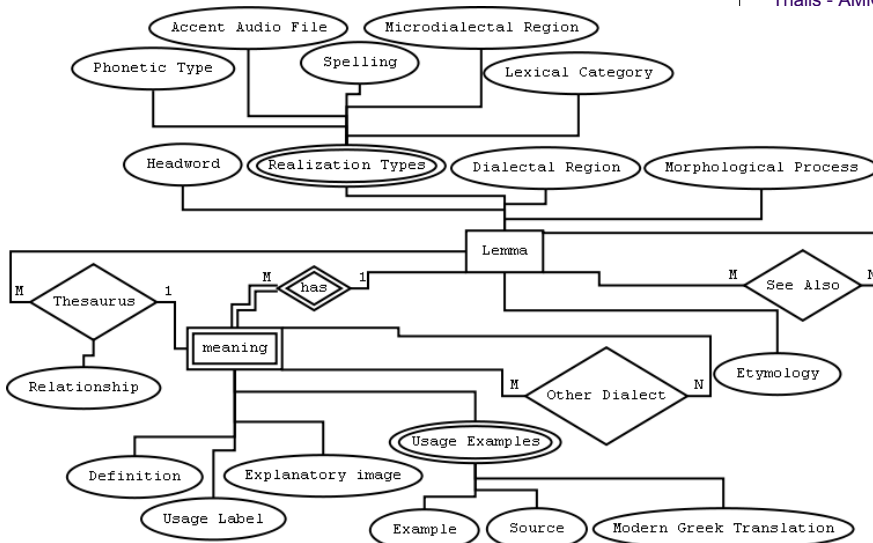 Thalis - AMi
Accent Audio File
Microdialectal Region
Phonetic Type
Spelling
Lexical Category
Headword
Realization Types
Dialectal Region
Morphological Process
Lemma
M
Thesaurus
1
M
has
1
M
See Also
N
meaning
Relationship
M
Other Dialect
N
Etymology
Definition
Usage Label
Explanatory image
Usage Examples
Example
Source
Modern Greek Translation